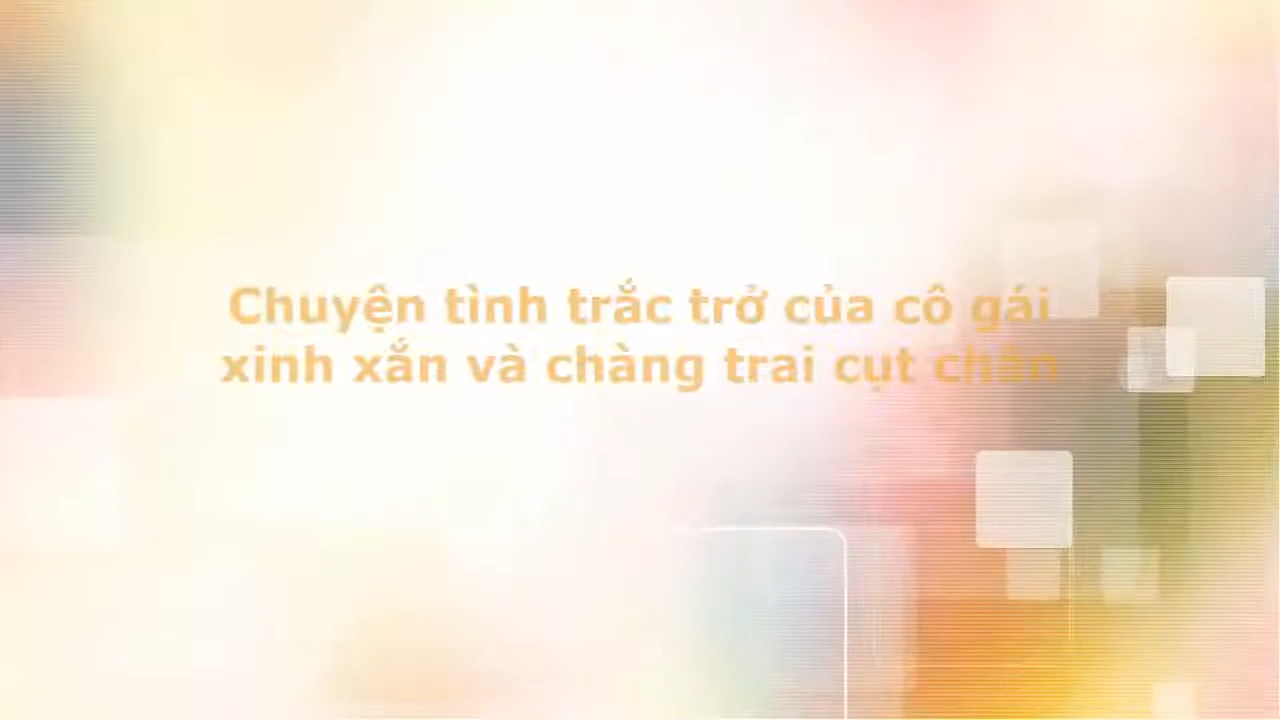 Chuyện tình trắc trở của cô gái
xinh xắn và chàng trai cụt chân